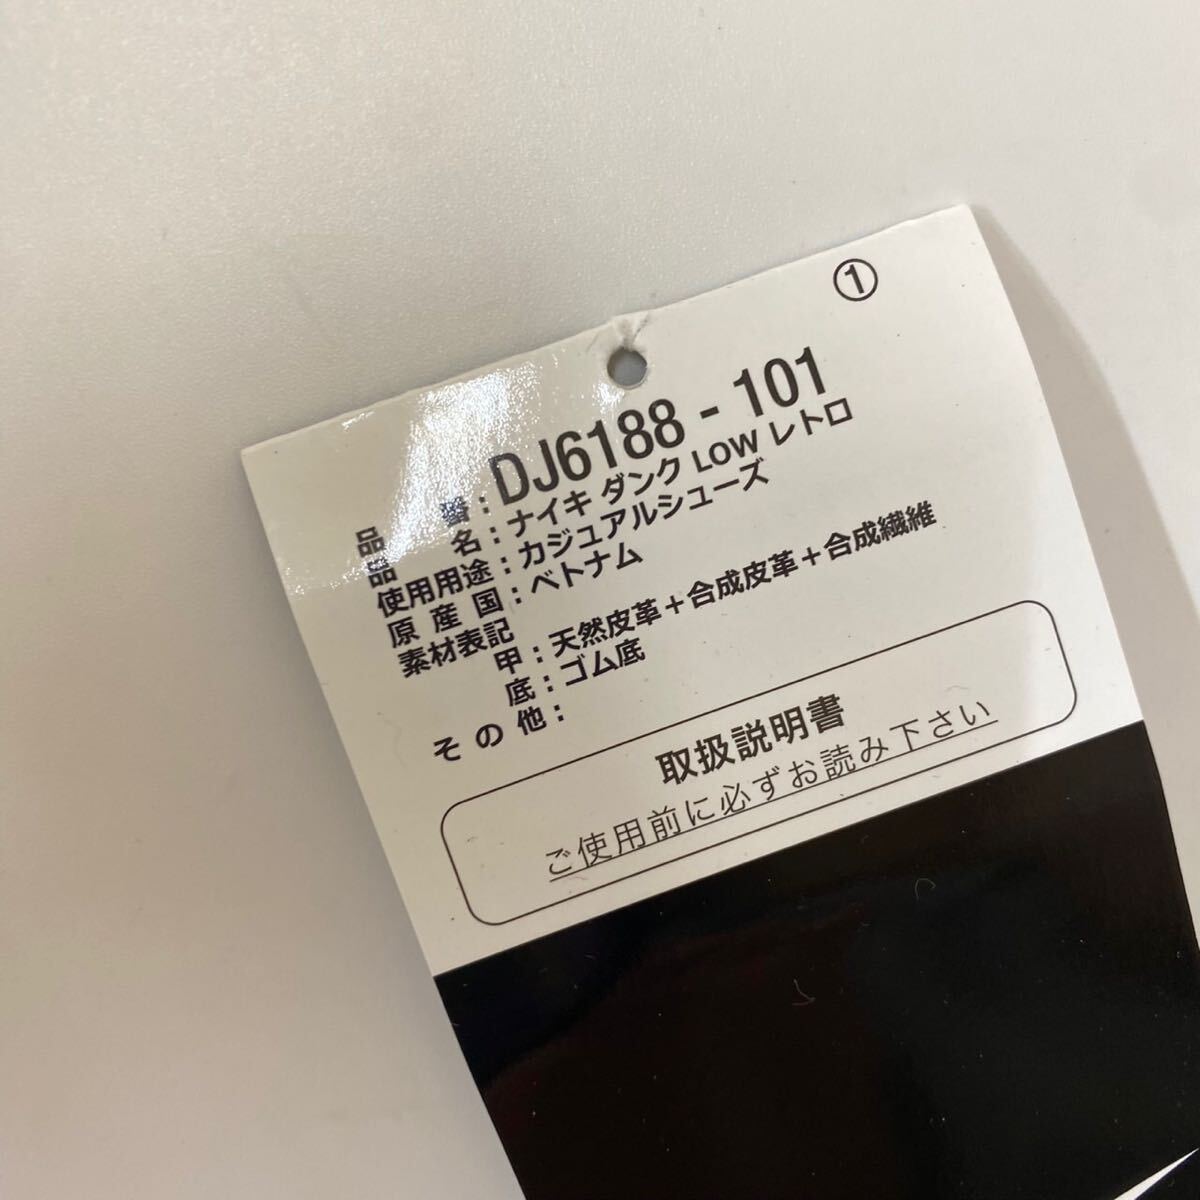 ①
品番：DJ6188 - 101
品名：ナイキ ダンク LOW レトロ
使用用途：カジュアルシューズ
原産国：ベトナム
素材表記
甲：天然皮革＋合成皮革＋合成繊維
底：ゴム底
その他：
取扱説明書
ご使用前に必ずお読み下さい